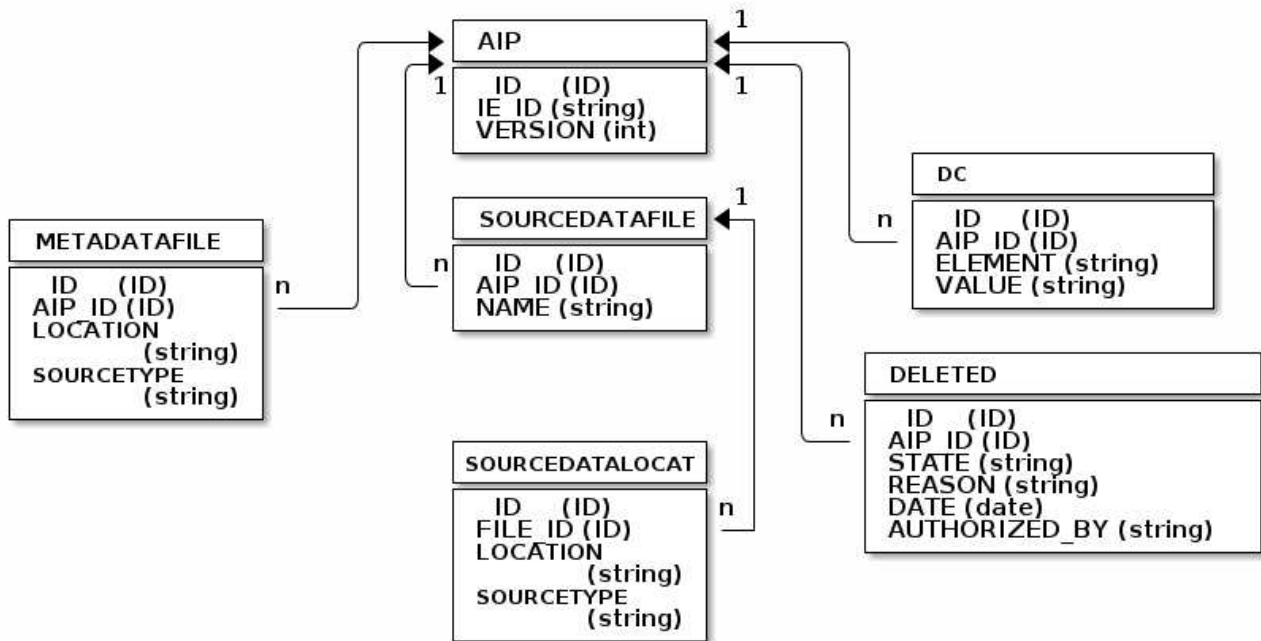 AIP
1
ID (ID)
IE_ID (string)
VERSION (int)
1
1
DC
ID (ID)
AIP_ID (ID)
ELEMENT (string)
VALUE (string)
n
SOURCEDATAFILE
1
ID (ID)
AIP_ID (ID)
NAME (string)
n
METADATAFILE
ID (ID)
AIP_ID (ID)
LOCATION
(string)
SOURCETYPE
(string)
n
DELETED
ID (ID)
AIP_ID (ID)
STATE (string)
REASON (string)
DATE (date)
AUTHORIZED_BY (string)
n
SOURCEDATALOCAT
ID (ID)
FILE_ID (ID)
LOCATION
(string)
SOURCETYPE
(string)
n